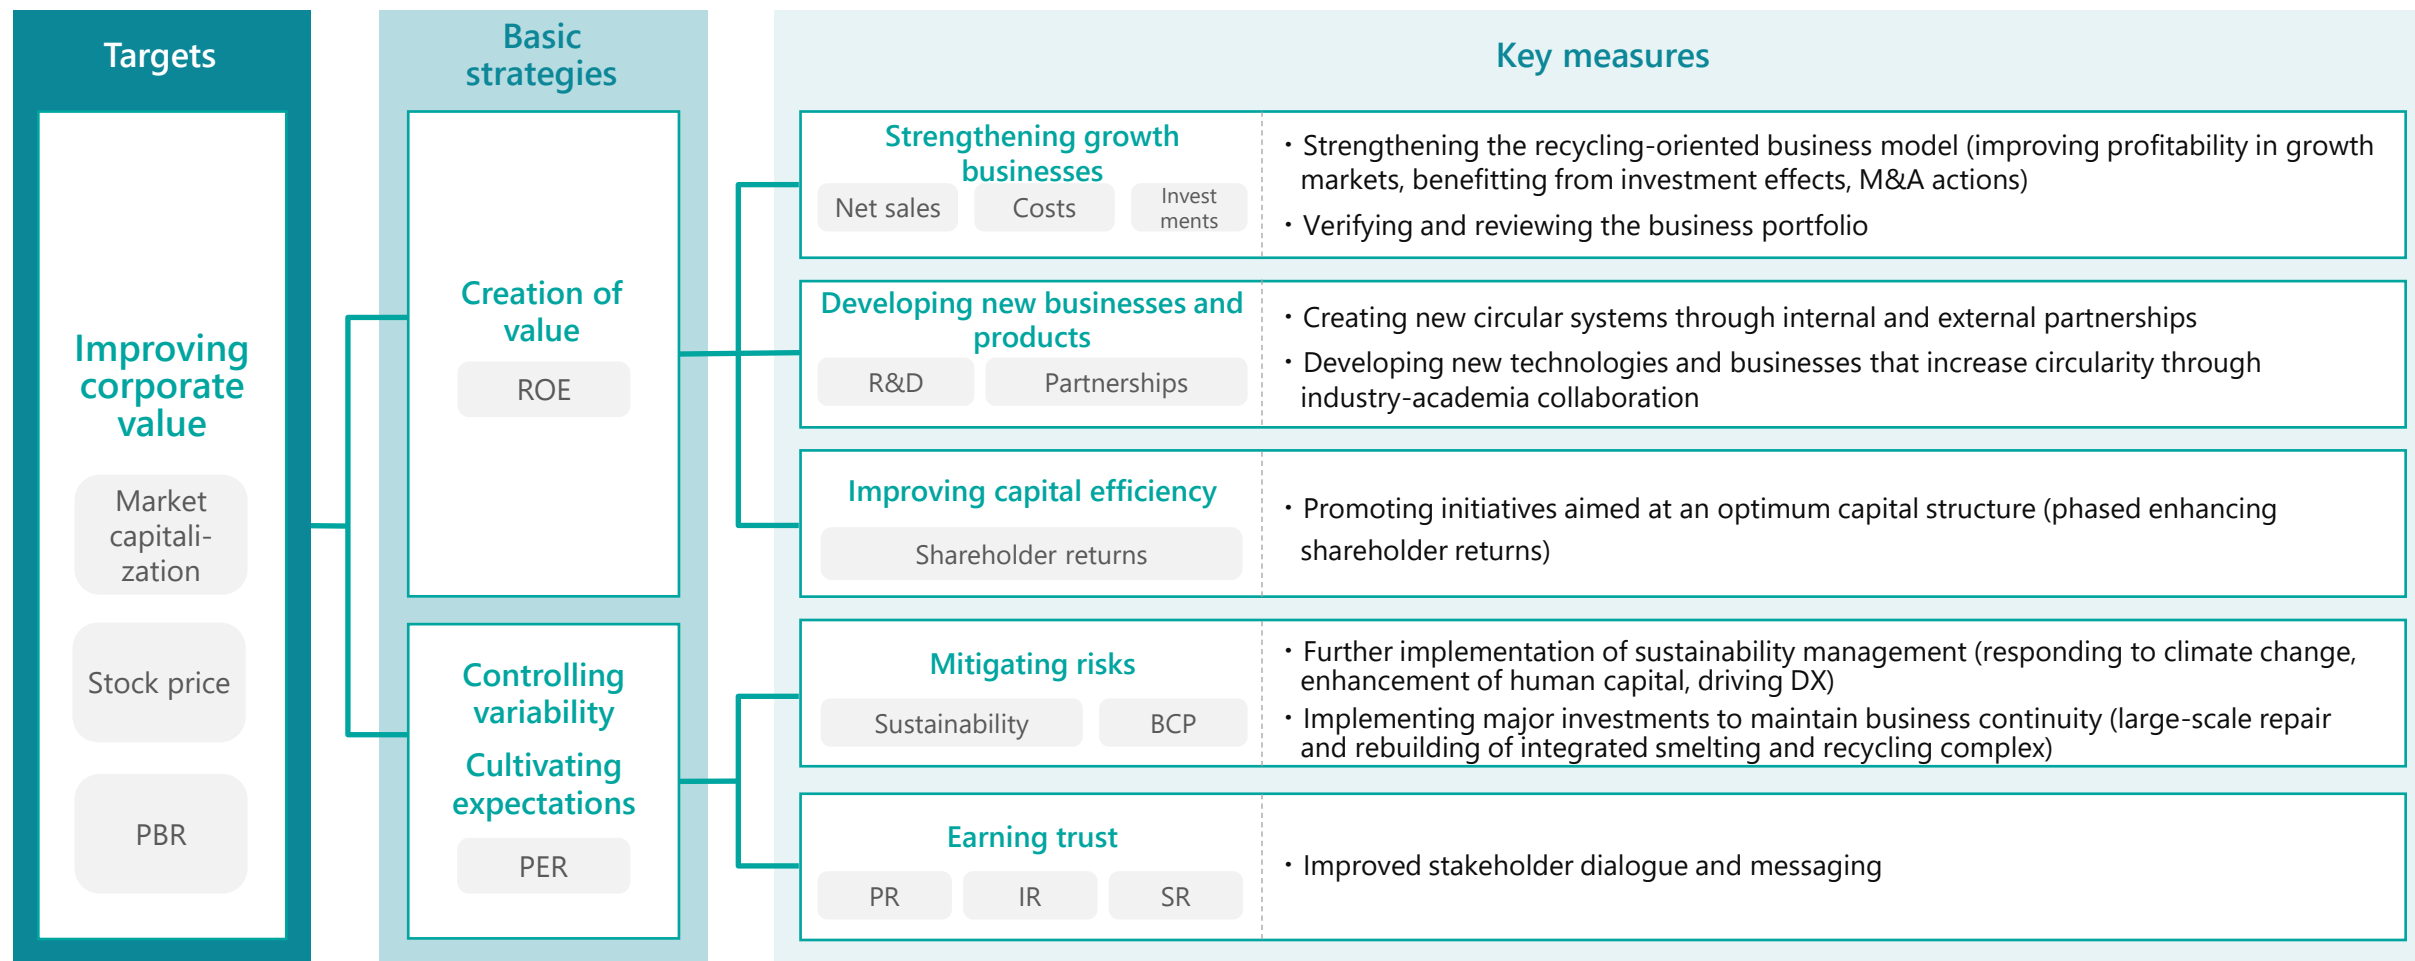 Targets
Improving
corporate
value
Market
capitali-
zation
Stock price
PBR
Basic
strategies
Creation of
value
ROE
Controlling
variability
Cultivating
expectations
PER
Key measures
Strengthening growth
businesses
Net sales
Costs
Invest
ments
・Strengthening the recycling-oriented business model (improving profitability in growth
markets, benefitting from investment effects, M&A actions)
・Verifying and reviewing the business portfolio
Developing new businesses and
products
R&D
Partnerships
・Creating new circular systems through internal and external partnerships
・Developing new technologies and businesses that increase circularity through
industry-academia collaboration
Improving capital efficiency
Shareholder returns
・Promoting initiatives aimed at an optimum capital structure (phased enhancing
shareholder returns)
Mitigating risks
Sustainability
BCP
・Further implementation of sustainability management (responding to climate change,
enhancement of human capital, driving DX)
・Implementing major investments to maintain business continuity (large-scale repair
and rebuilding of integrated smelting and recycling complex)
Earning trust
PR
IR
SR
・Improved stakeholder dialogue and messaging